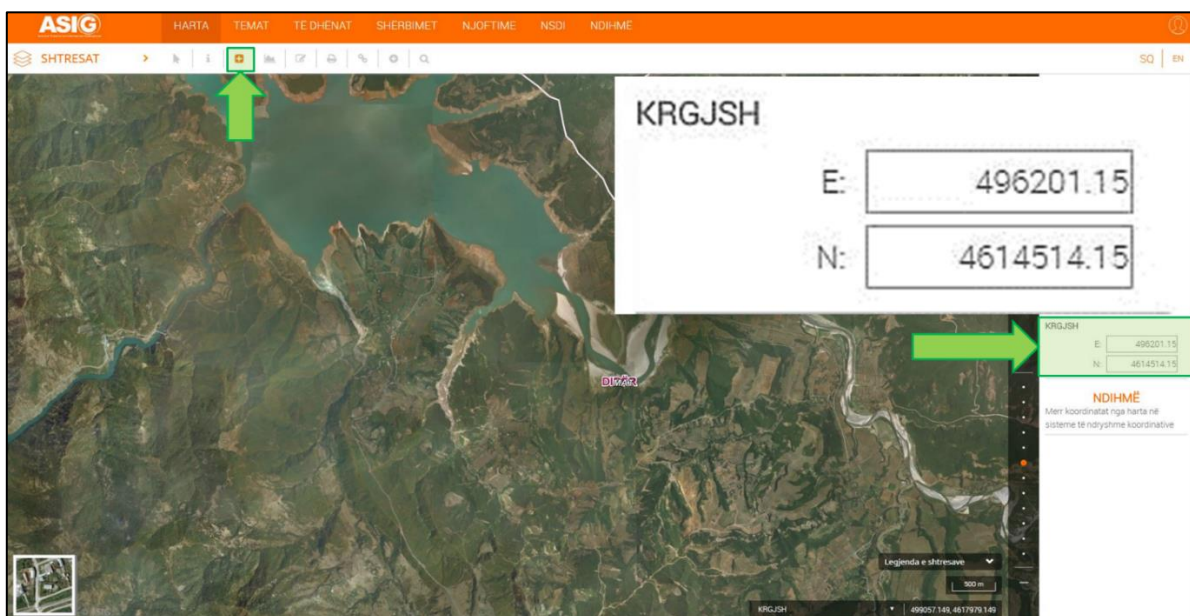 ASIG
HARTA TEMAT TË DHËNAT SHËRBIMET NJOFTIME NSDI NDIHMË
SHTRESAT
SQ EN
KRGJSH
E: 496201.15
N: 4614514.15
KRGJSH
E: 496201.15
N: 4614514.15
NDIHMË
Merr koordinatat nga harta në
sisteme të ndryshme koordinative
Legjenda e shtresave
500 m
KRGJSH 499057.149, 4617979.149